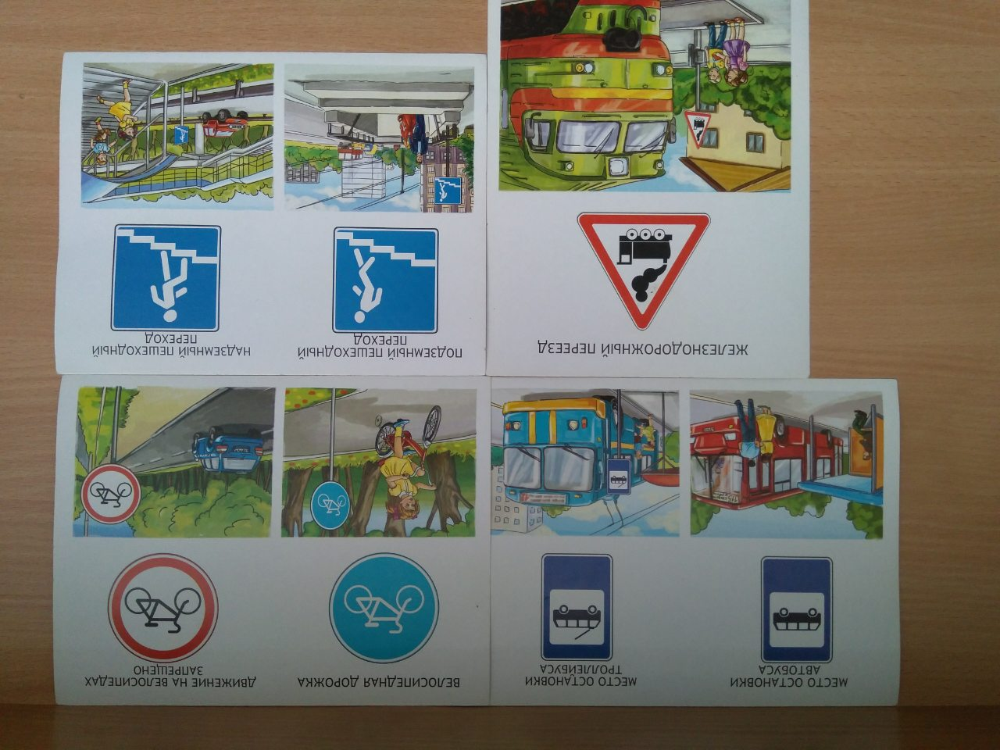 МЕСТО ОСТАНОВКИ
АВТОБУСА
МЕСТО ОСТАНОВКИ
ТРОЛЛЕЙБУСА
ВЕЛОСИПЕДНАЯ ДОРОЖКА
ДВИЖЕНИЕ НА ВЕЛОСИПЕДАХ
ЗАПРЕЩЕНО
ЖЕЛЕЗНОДОРОЖНЫЙ ПЕРЕЕЗД
ПОДЗЕМНЫЙ ПЕШЕХОДНЫЙ
ПЕРЕХОД
НАДЗЕМНЫЙ ПЕШЕХОДНЫЙ
ПЕРЕХОД